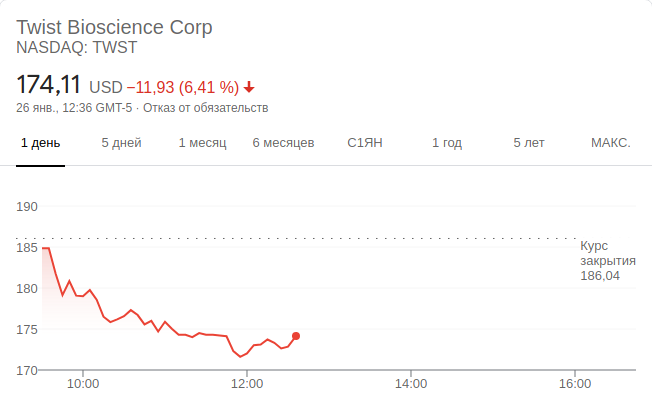 Twist Bioscience Corp
NASDAQ: TWST
174,11 USD −11,93 (6,41 %)
26 янв., 12:36 GMT-5 · Отказ от обязательств
1 день 5 дней 1 месяц 6 месяцев С1ЯН 1 год 5 лет МАКС.
190
185
180
175
170
Курс
закрытия
186,04
10:00 12:00 14:00 16:00